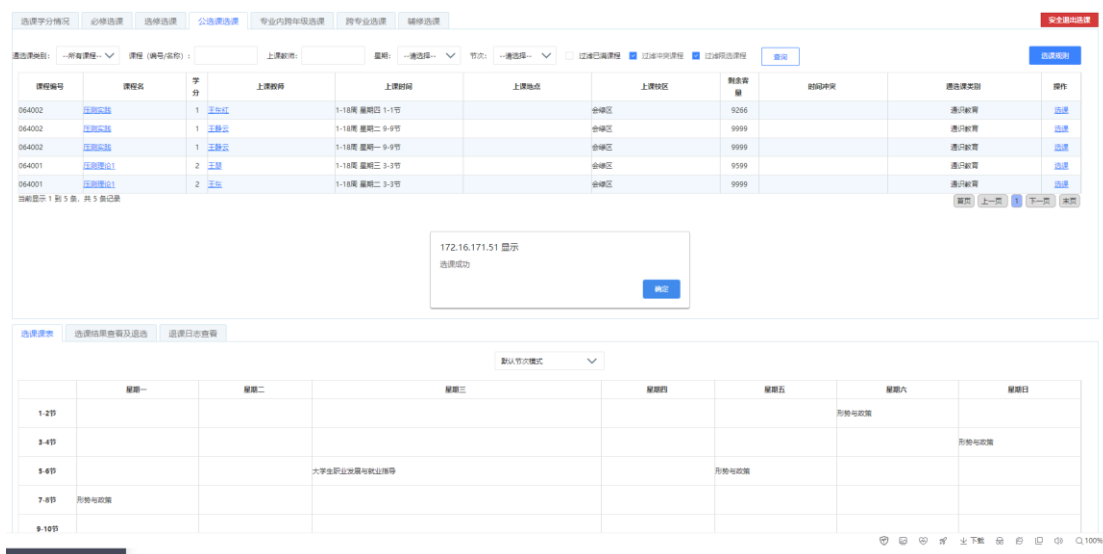 选课学分情况 必修选课 选修选课 公选课选课 专业内跨年级选课 跨专业选课 辅修选课 安全退出选课
通选课类别: --所有课程-- 课程 (编号/名称) : 上课教师: 星期: --请选择-- 节次: --请选择-- 过滤已满课程 过滤冲突课程 过滤限选课程 查询 选课规则
课程编号 课程名 学分 上课教师 上课时间 上课地点 上课校区 剩余容量 时间冲突 通选课类别 操作
064002 压测实践 1 王东红 1-18周 星期四 1-1节 会峰区 9266 通识教育 选课
064002 压测实践 1 王静云 1-18周 星期二 9-9节 会峰区 9999 通识教育 选课
064002 压测实践 1 王静云 1-18周 星期一 9-9节 会峰区 9999 通识教育 选课
064001 压测理论1 2 王慧 1-18周 星期三 3-3节 会峰区 9599 通识教育 选课
064001 压测理论1 2 王东 1-18周 星期二 3-3节 会峰区 9999 通识教育 选课
当前显示 1 到 5 条, 共 5 条记录 首页 上一页 1 下一页 末页
172.16.171.51 显示
选课成功
确定
选课课表 选课结果查看及退选 退课日志查看
默认节次模式
星期一 星期二 星期三 星期四 星期五 星期六 星期日
1-2节 形势与政策
3-4节 形势与政策
5-6节 大学生职业发展与就业指导 形势与政策
7-8节 形势与政策
9-10节
下载 100%